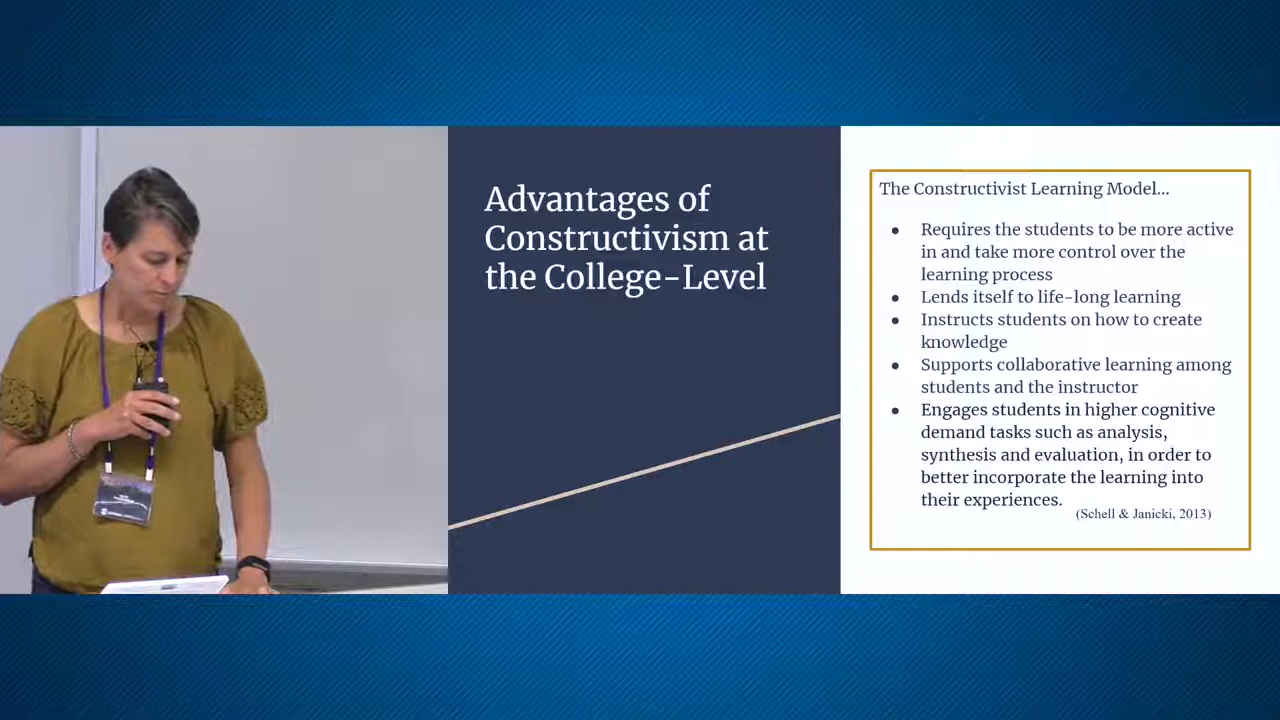 Advantages of
Constructivism at
the College-Level
The Constructivist Learning Model...
● Requires the students to be more active
in and take more control over the
learning process
● Lends itself to life-long learning
● Instructs students on how to create
knowledge
● Supports collaborative learning among
students and the instructor
● Engages students in higher cognitive
demand tasks such as analysis,
synthesis and evaluation, in order to
better incorporate the learning into
their experiences.
(Schell & Janicki, 2013)